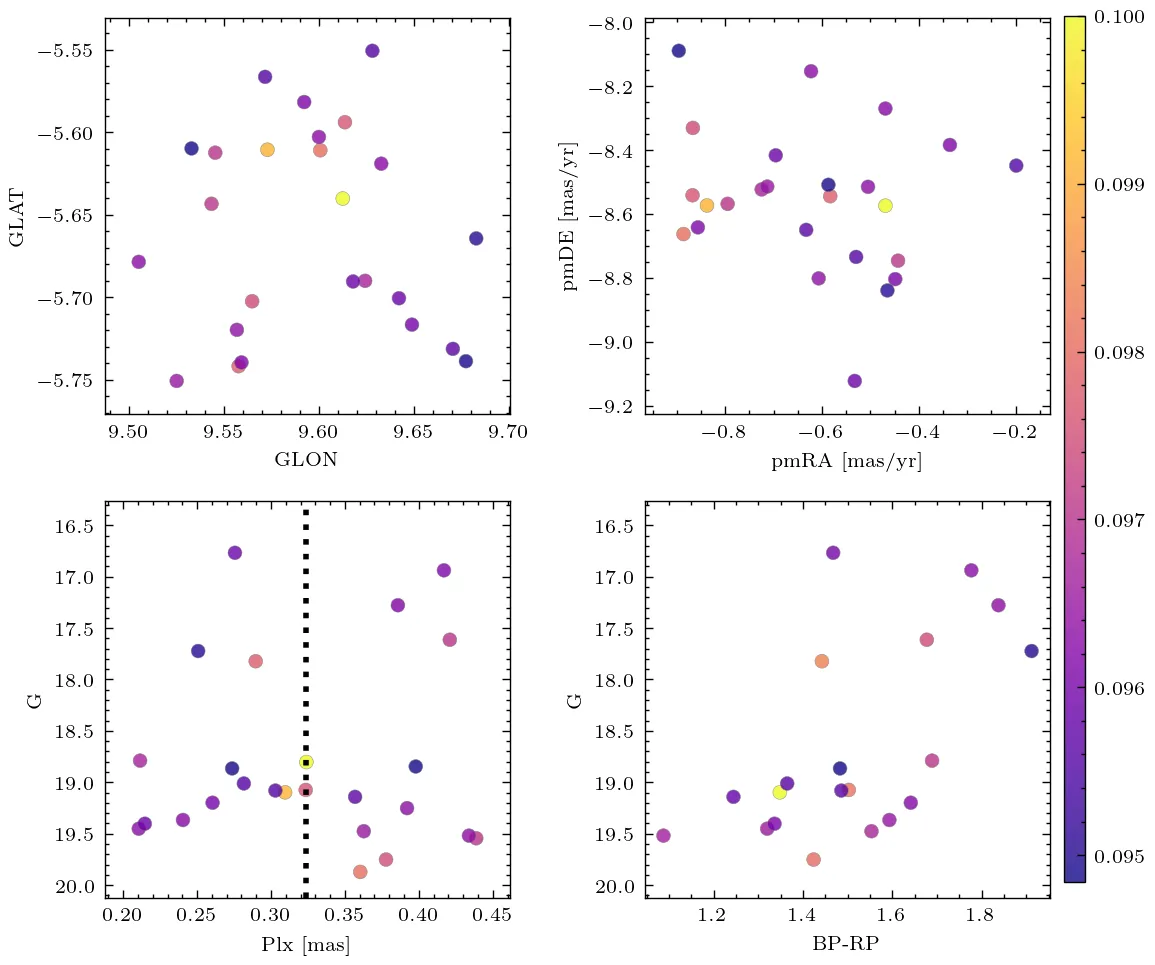 −5.55
−5.60
−5.65
−5.70
−5.75
GLAT
9.50 9.55 9.60 9.65 9.70
GLON
−8.0
−8.2
−8.4
−8.6
−8.8
−9.0
−9.2
pmDE [mas/yr]
−0.8 −0.6 −0.4 −0.2
pmRA [mas/yr]
0.100
0.099
0.098
0.097
0.096
0.095
16.5
17.0
17.5
18.0
18.5
19.0
19.5
20.0
G
0.20 0.25 0.30 0.35 0.40 0.45
Plx [mas]
16.5
17.0
17.5
18.0
18.5
19.0
19.5
20.0
G
1.2 1.4 1.6 1.8
BP-RP